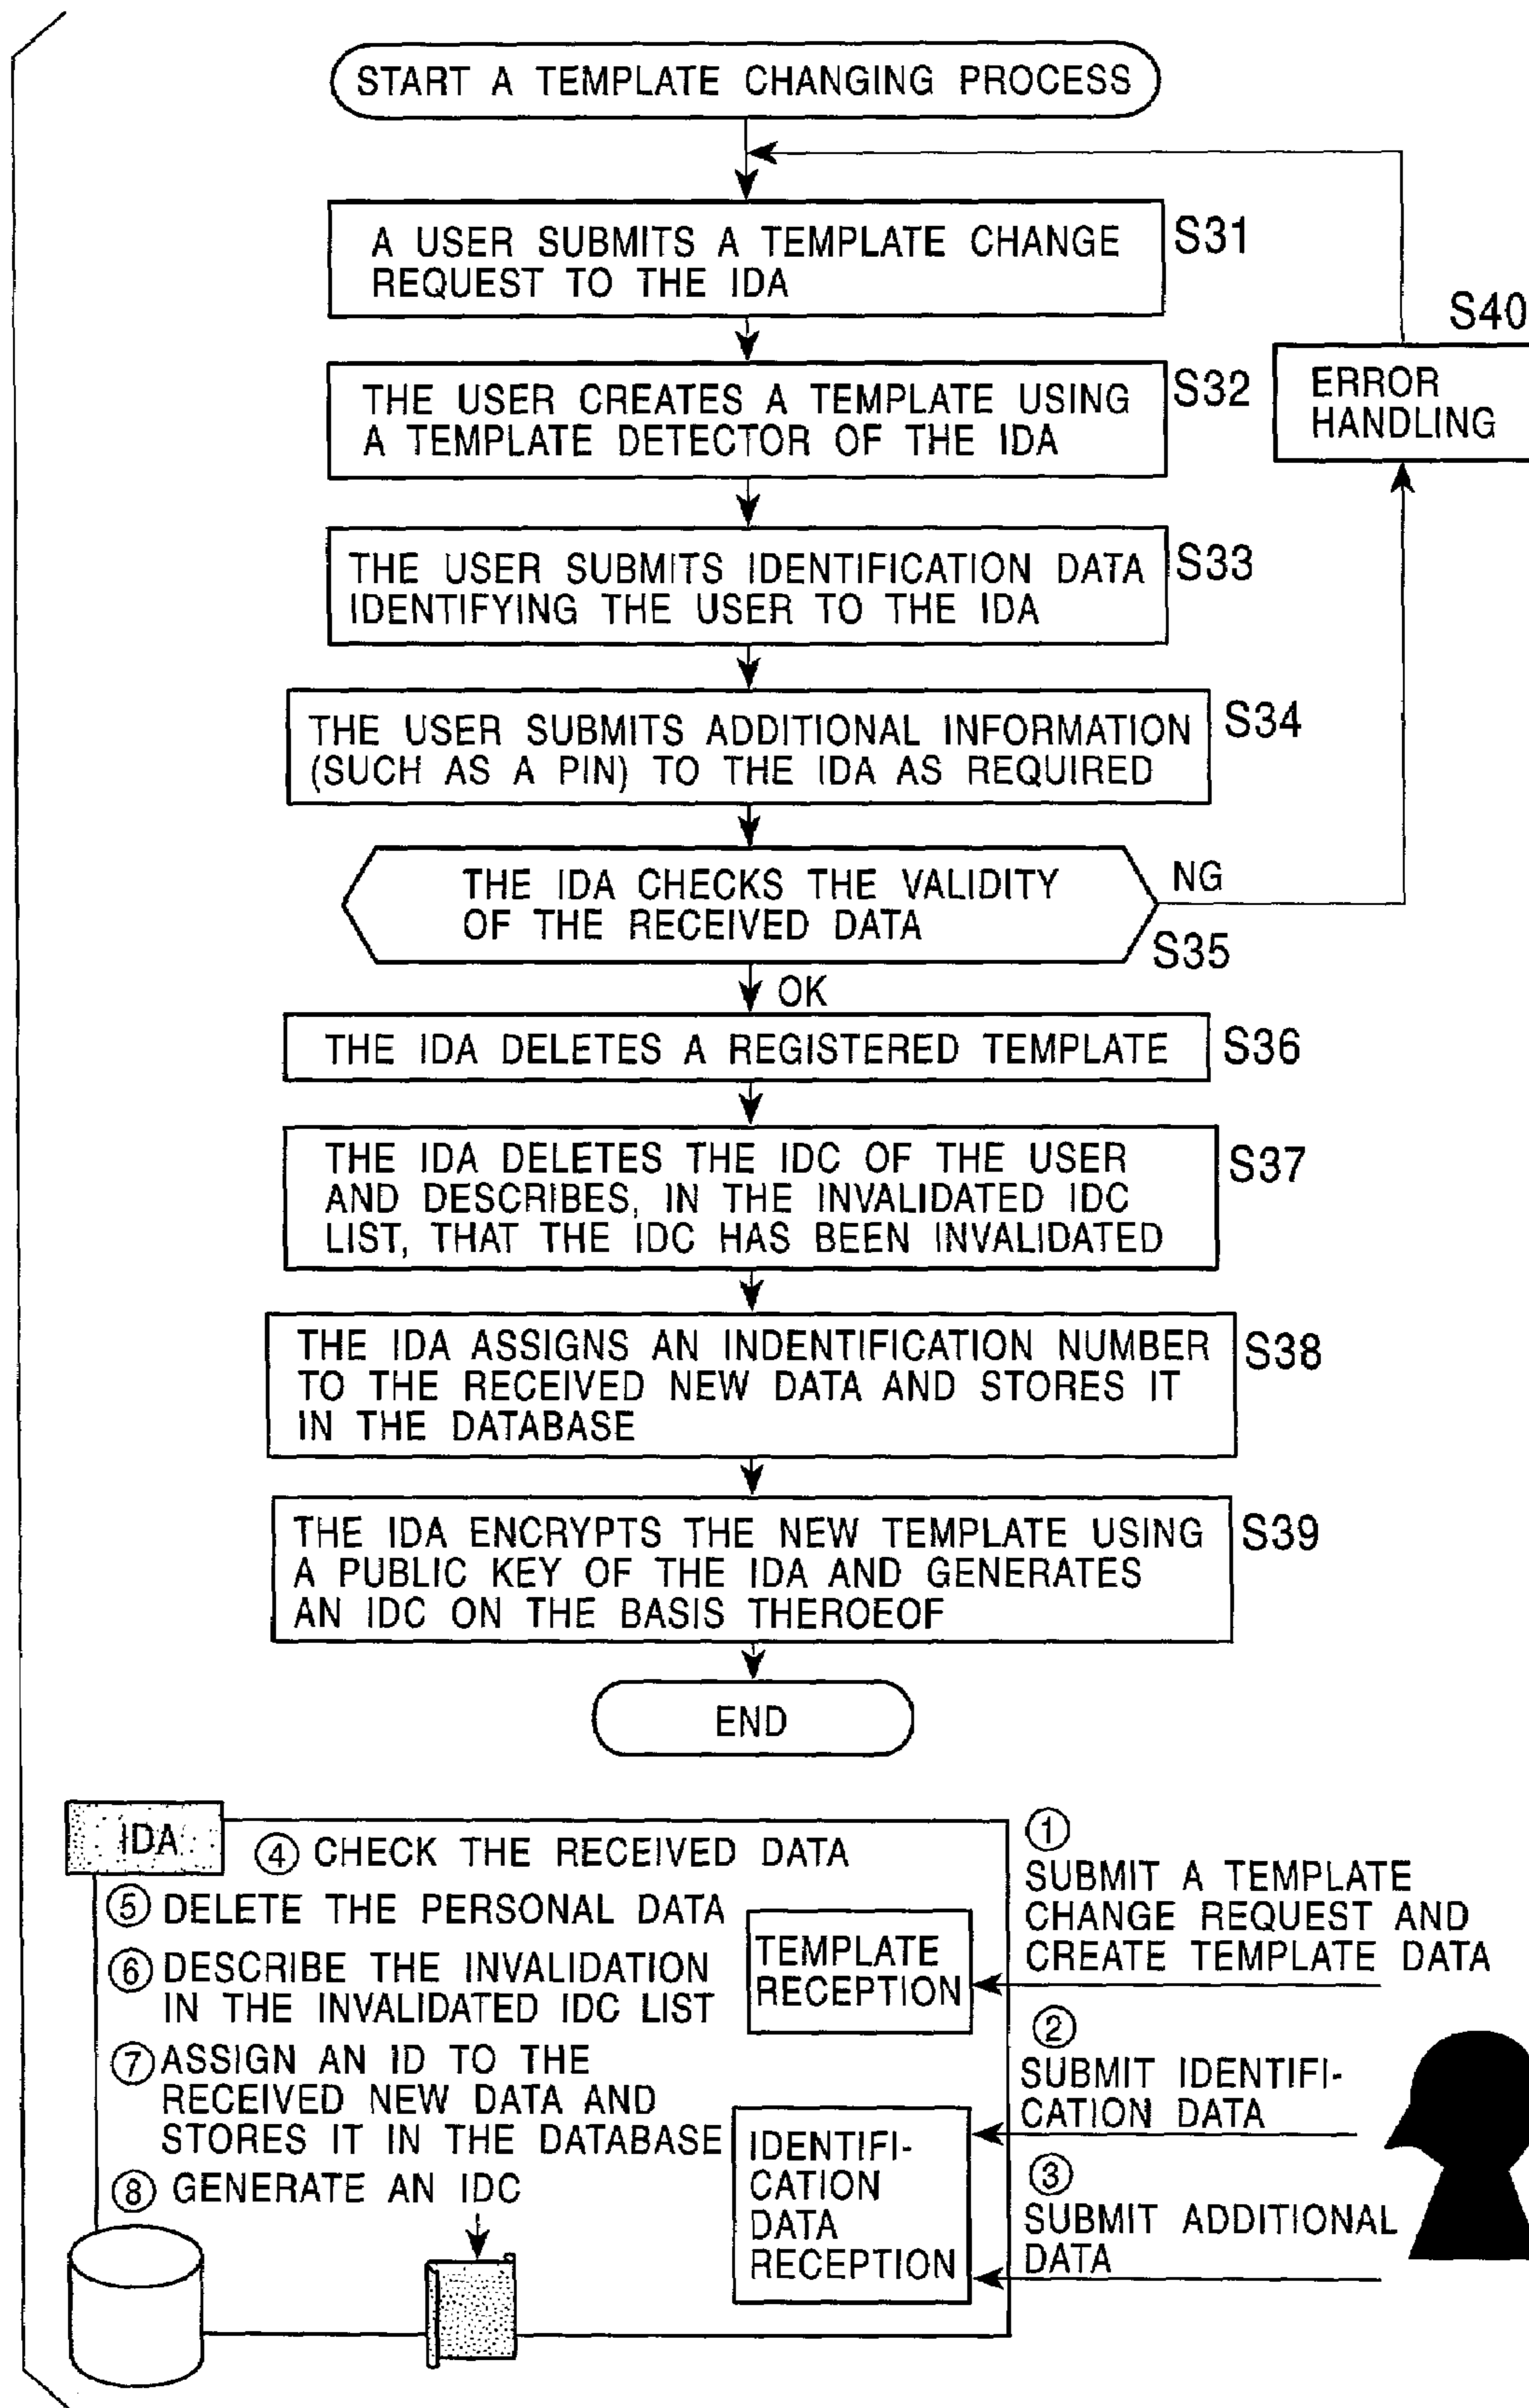 START A TEMPLATE CHANGING PROCESS
A USER SUBMITS A TEMPLATE CHANGE
REQUEST TO THE IDA
S31
S40
ERROR
HANDLING
THE USER CREATES A TEMPLATE USING
A TEMPLATE DETECTOR OF THE IDA
S32
THE USER SUBMITS IDENTIFICATION DATA
IDENTIFYING THE USER TO THE IDA
S33
THE USER SUBMITS ADDITIONAL INFORMATION
(SUCH AS A PIN) TO THE IDA AS REQUIRED
S34
THE IDA CHECKS THE VALIDITY
OF THE RECEIVED DATA
NG
S35
OK
THE IDA DELETES A REGISTERED TEMPLATE
S36
THE IDA DELETES THE IDC OF THE USER
AND DESCRIBES, IN THE INVALIDATED IDC
LIST, THAT THE IDC HAS BEEN INVALIDATED
S37
THE IDA ASSIGNS AN INDENTIFICATION NUMBER
TO THE RECEIVED NEW DATA AND STORES IT
IN THE DATABASE
S38
THE IDA ENCRYPTS THE NEW TEMPLATE USING
A PUBLIC KEY OF THE IDA AND GENERATES
AN IDC ON THE BASIS THEROEOF
S39
END
IDA
④ CHECK THE RECEIVED DATA
⑤ DELETE THE PERSONAL DATA
⑥ DESCRIBE THE INVALIDATION
IN THE INVALIDATED IDC LIST
⑦ ASSIGN AN ID TO THE
RECEIVED NEW DATA AND
STORES IT IN THE DATABASE
⑧ GENERATE AN IDC
TEMPLATE
RECEPTION
IDENTIFI-
CATION
DATA
RECEPTION
①
SUBMIT A TEMPLATE
CHANGE REQUEST AND
CREATE TEMPLATE DATA
②
SUBMIT IDENTIFI-
CATION DATA
③
SUBMIT ADDITIONAL
DATA